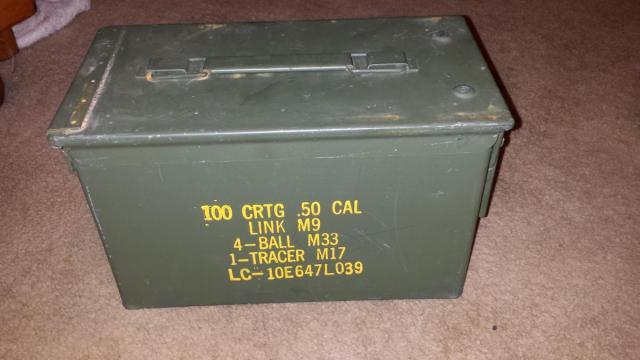 100 CRTG .50 CAL
LINK M9
4-BALL M33
1-TRACER M17
LC-10E647L039